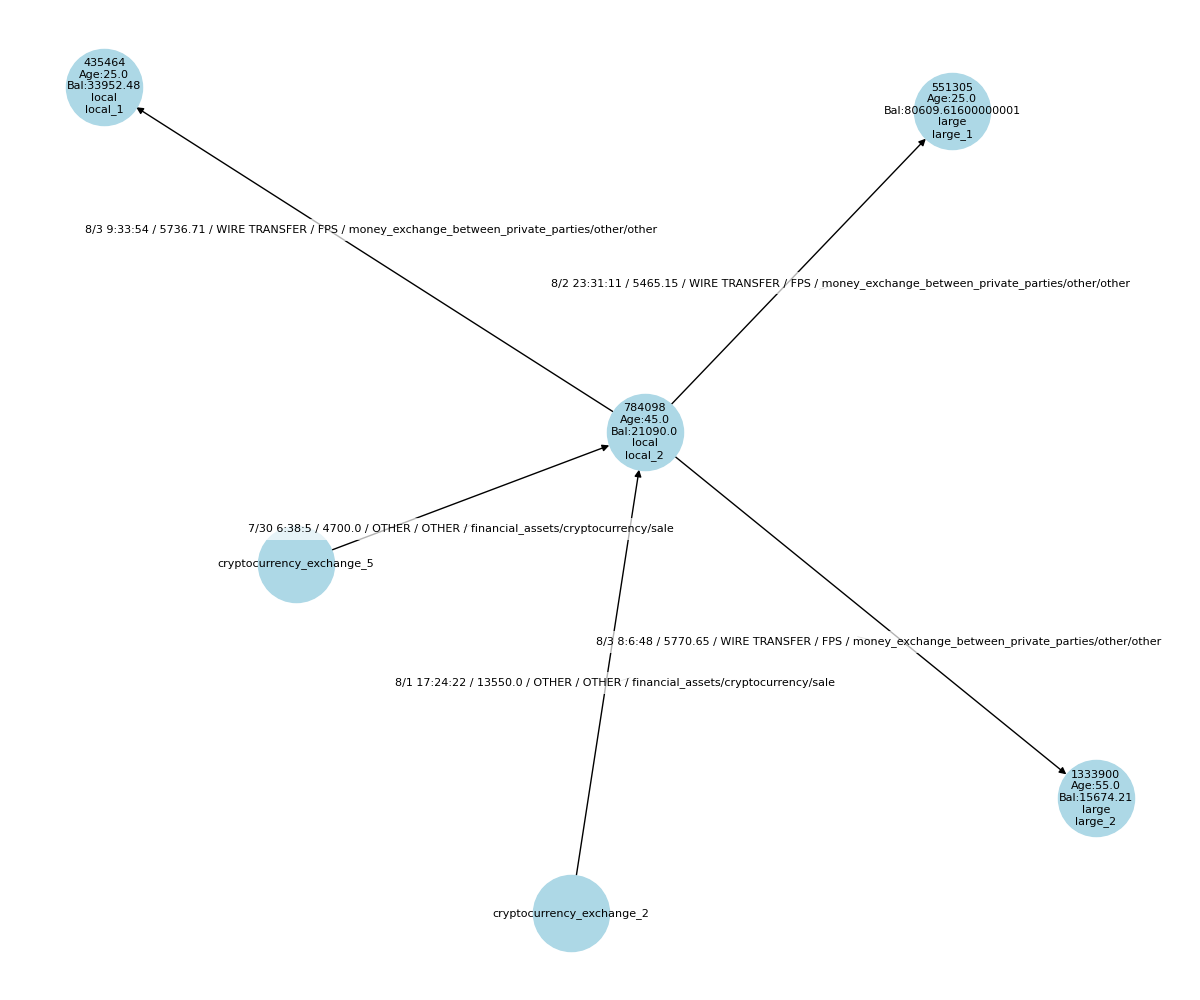 435464
Age:25.0
Bal:33952.48
local
local_1
551305
Age:25.0
Bal:80609.61600000001
large
large_1
8/3 9:33:54 / 5736.71 / WIRE TRANSFER / FPS / money_exchange_between_private_parties/other/other
8/2 23:31:11 / 5465.15 / WIRE TRANSFER / FPS / money_exchange_between_private_parties/other/other
784098
Age:45.0
Bal:21090.0
local
local_2
7/30 6:38:5 / 4700.0 / OTHER / OTHER / financial_assets/cryptocurrency/sale
cryptocurrency_exchange_5
8/3 8:6:48 / 5770.65 / WIRE TRANSFER / FPS / money_exchange_between_private_parties/other/other
8/1 17:24:22 / 13550.0 / OTHER / OTHER / financial_assets/cryptocurrency/sale
1333900
Age:55.0
Bal:15674.21
large
large_2
cryptocurrency_exchange_2